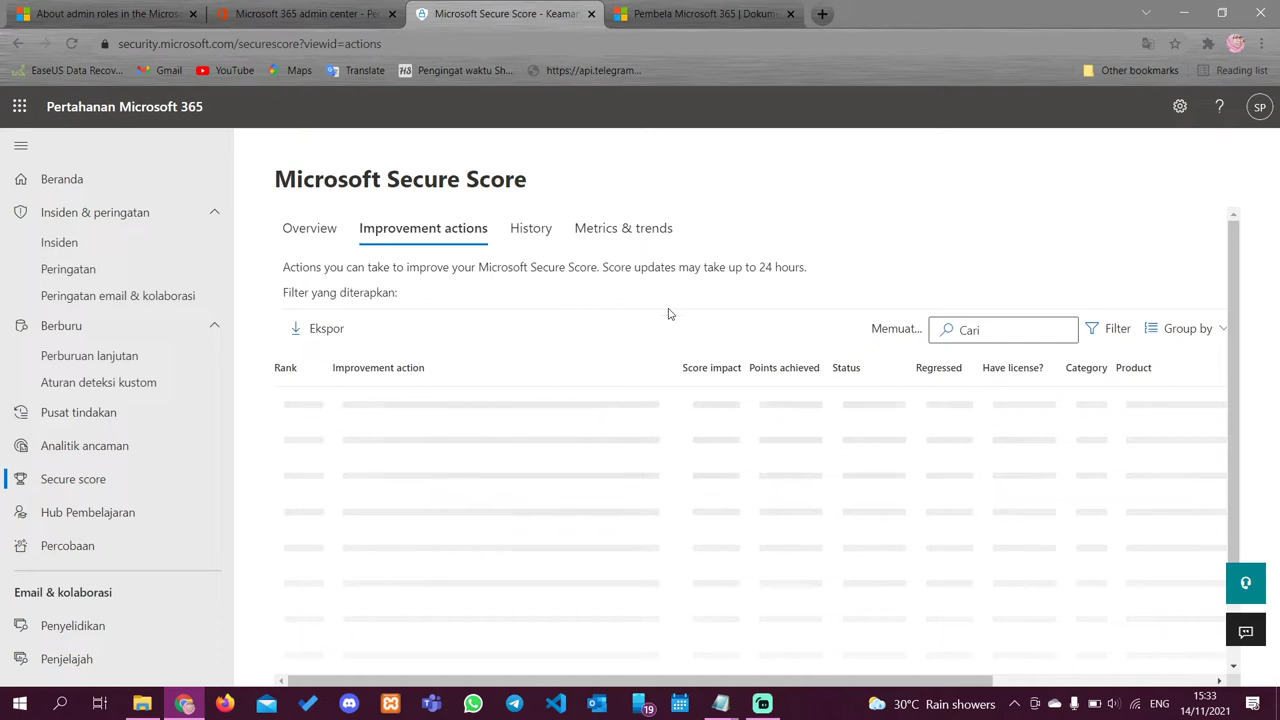 About admin roles in the Micros
Microsoft 365 admin center - Pe
Microsoft Secure Score - Keamar
Pembela Microsoft 365 | Dokum
security.microsoft.com/securescore?viewid=actions
EaseUS Data Recov...
Gmail
YouTube
Maps
Translate
Pengingat waktu Sh...
https://api.telegram...
Other bookmarks
Reading list
Pertahanan Microsoft 365
SP
Beranda
Insiden & peringatan
Insiden
Peringatan
Peringatan email & kolaborasi
Berburu
Perburuan lanjutan
Aturan deteksi kustom
Pusat tindakan
Analitik ancaman
Secure score
Hub Pembelajaran
Percobaan
Email & kolaborasi
Penyelidikan
Penjelajah
Microsoft Secure Score
Overview Improvement actions History Metrics & trends
Actions you can take to improve your Microsoft Secure Score. Score updates may take up to 24 hours.
Filter yang diterapkan:
Ekspor
Memuat...
Cari
Filter
Group by
Rank Improvement action Score impact Points achieved Status Regressed Have license? Category Product
19
30°C Rain showers
ENG
15:33
14/11/2021